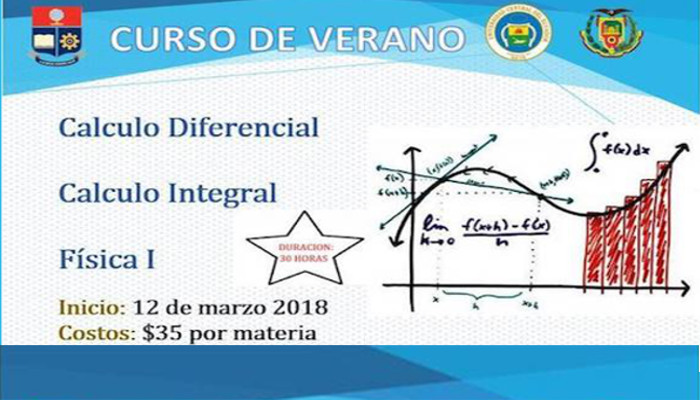 CURSO DE VERANO
Calculo Diferencial
Calculo Integral
Física I
DURACION:
30 HORAS
Inicio: 12 de marzo 2018
Costos: $35 por materia
f(x)
f(x+h)
∫ f(x)dx
lim f(x+h) - f(x)
h→0 h
x
h
x+h